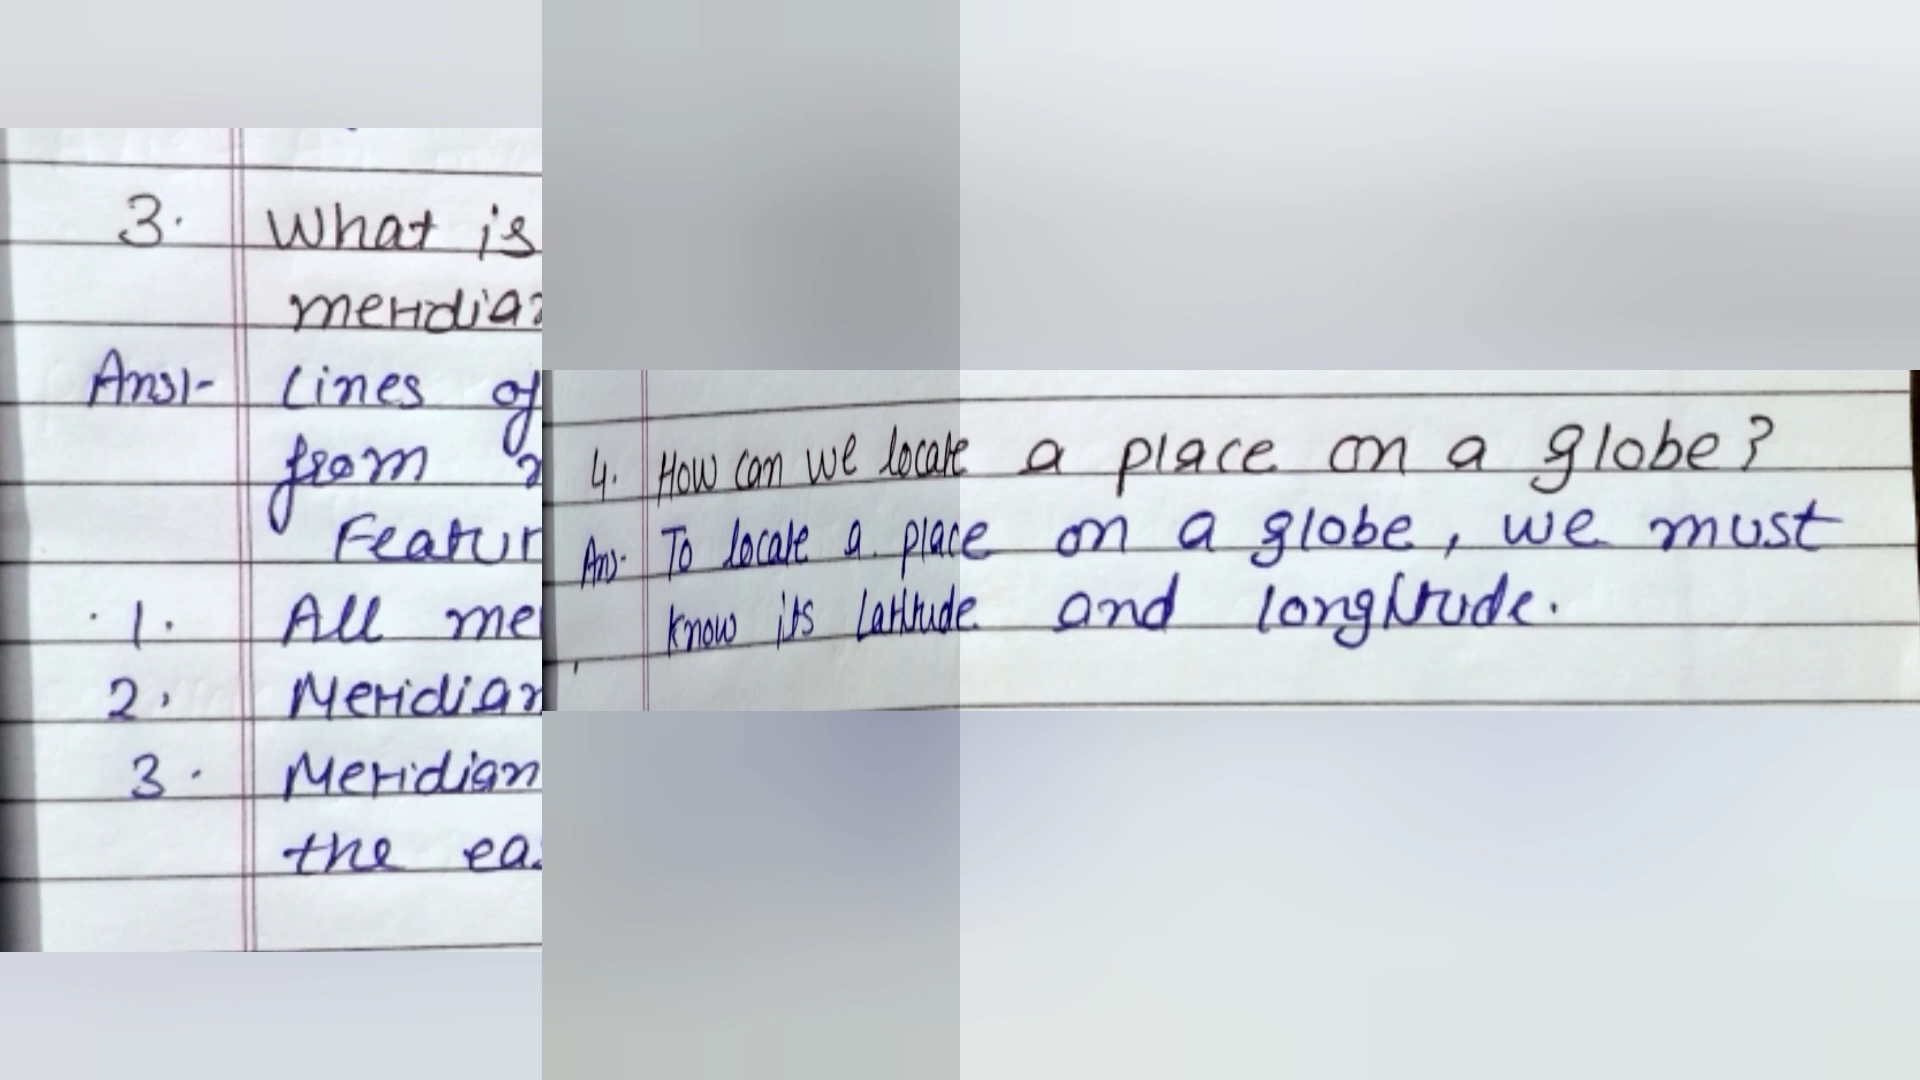 3. What is
meridian
Ans:- Lines of
from
Featur
1. All me
2. Meridian
3. Meridian
the ea
4. How can we locate a place on a globe?
Ans- To locate a place on a globe, we must
know its latitude and longitude.